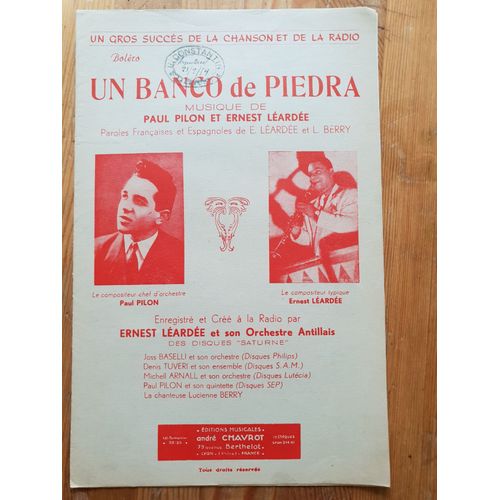 UN GROS SUCCÉS DE LA CHANSON ET DE LA RADIO
Boléro
CONSTANT
UN BANCO de PIEDRA
MUSIQUE DE
PAUL PILON ET ERNEST LÉARDÉE
Paroles Françaises et Espagnoles de E. LÉARDÉE et L. BERRY
Le compositeur chef d'orchestre
Paul PILON
Le compositeur typique
Ernest LÉARDÉE
Enregistré et Créé à la Radio par
ERNEST LÉARDÉE et son Orchestre Antillais
DES DISQUES "SATURNE"
Joss BASELLI et son orchestre (Disques Philips)
Denis TUVERI et son ensemble (Disques S.A.M.)
Michell ARNALL et son orchestre (Disques Lutécia)
Paul PILON et son quintette (Disques SEP)
La chanteuse Lucienne BERRY
ÉDITIONS MUSICALES
andré CHAVROT
79 avenue Berthelot
LYON FRANCE
Tous droits réservés